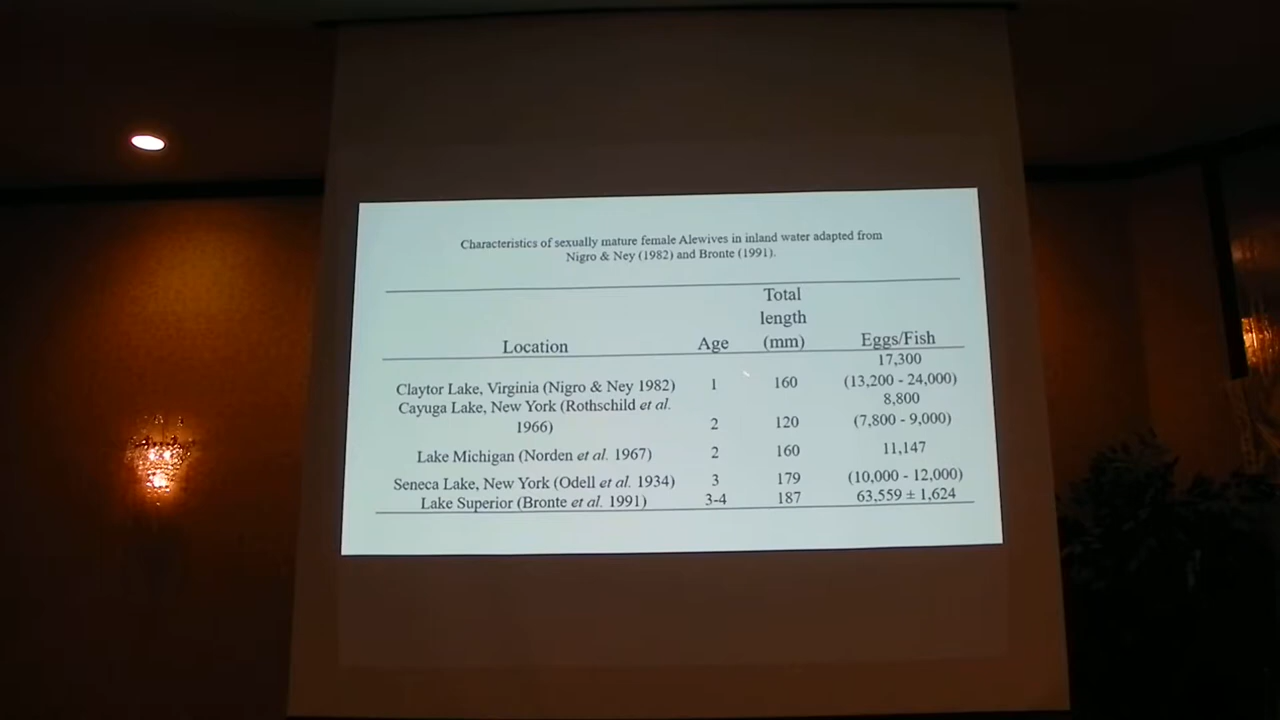 Characteristics of sexually mature female Alewives in inland water adapted from
Nigro & Ney (1982) and Bronte (1991).
Location Age Total length (mm) Eggs/Fish
Claytor Lake, Virginia (Nigro & Ney 1982) 1 160 17,300 (13,200 - 24,000)
Cayuga Lake, New York (Rothschild et al. 1966) 2 120 8,800 (7,800 - 9,000)
Lake Michigan (Norden et al. 1967) 2 160 11,147
Seneca Lake, New York (Odell et al. 1934) 3 179 (10,000 - 12,000)
Lake Superior (Bronte et al. 1991) 3-4 187 63,559 ± 1,624